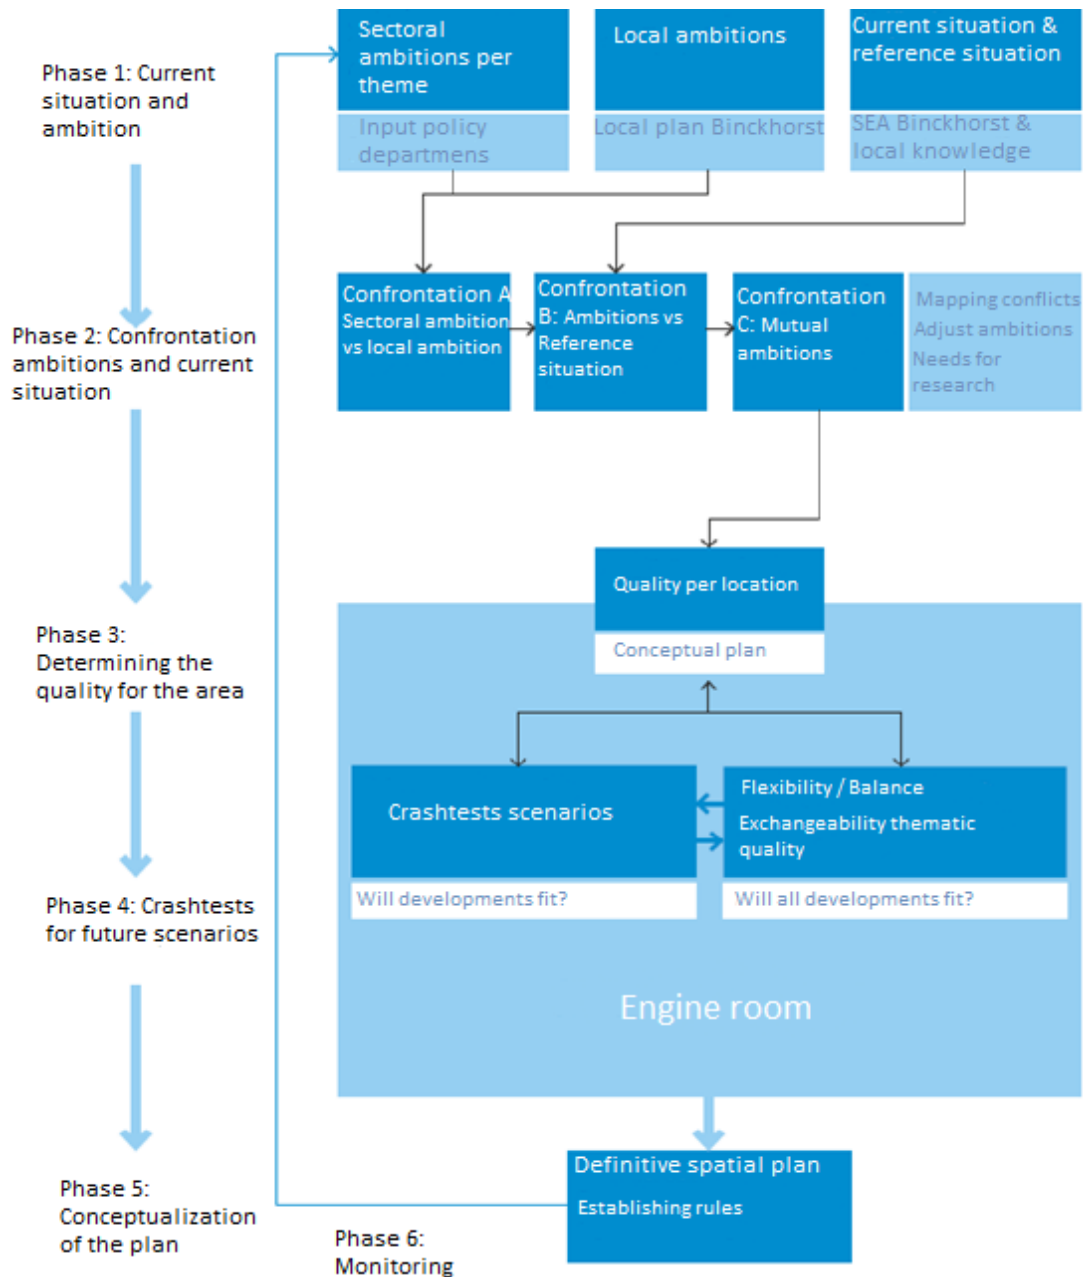 Phase 1: Current
situation and
ambition
Sectoral
ambitions per
theme
Input policy
departmens
Local ambitions
Local plan Binckhorst
Current situation &
reference situation
SEA Binckhorst &
local knowledge
Phase 2: Confrontation
ambitions and current
situation
Confrontation A
Sectoral ambition
vs local ambition
Confrontation
B: Ambitions vs
Reference
situation
Confrontation
C: Mutual
ambitions
Mapping conflicts
Adjust ambitions
Needs for
research
Phase 3:
Determining the
quality for the area
Quality per location
Conceptual plan
Phase 4: Crashtests
for future scenarios
Crashtests scenarios
Will developments fit?
Flexibility / Balance
Exchangeability thematic
quality
Will all developments fit?
Engine room
Phase 5:
Conceptualization
of the plan
Definitive spatial plan
Establishing rules
Phase 6:
Monitoring